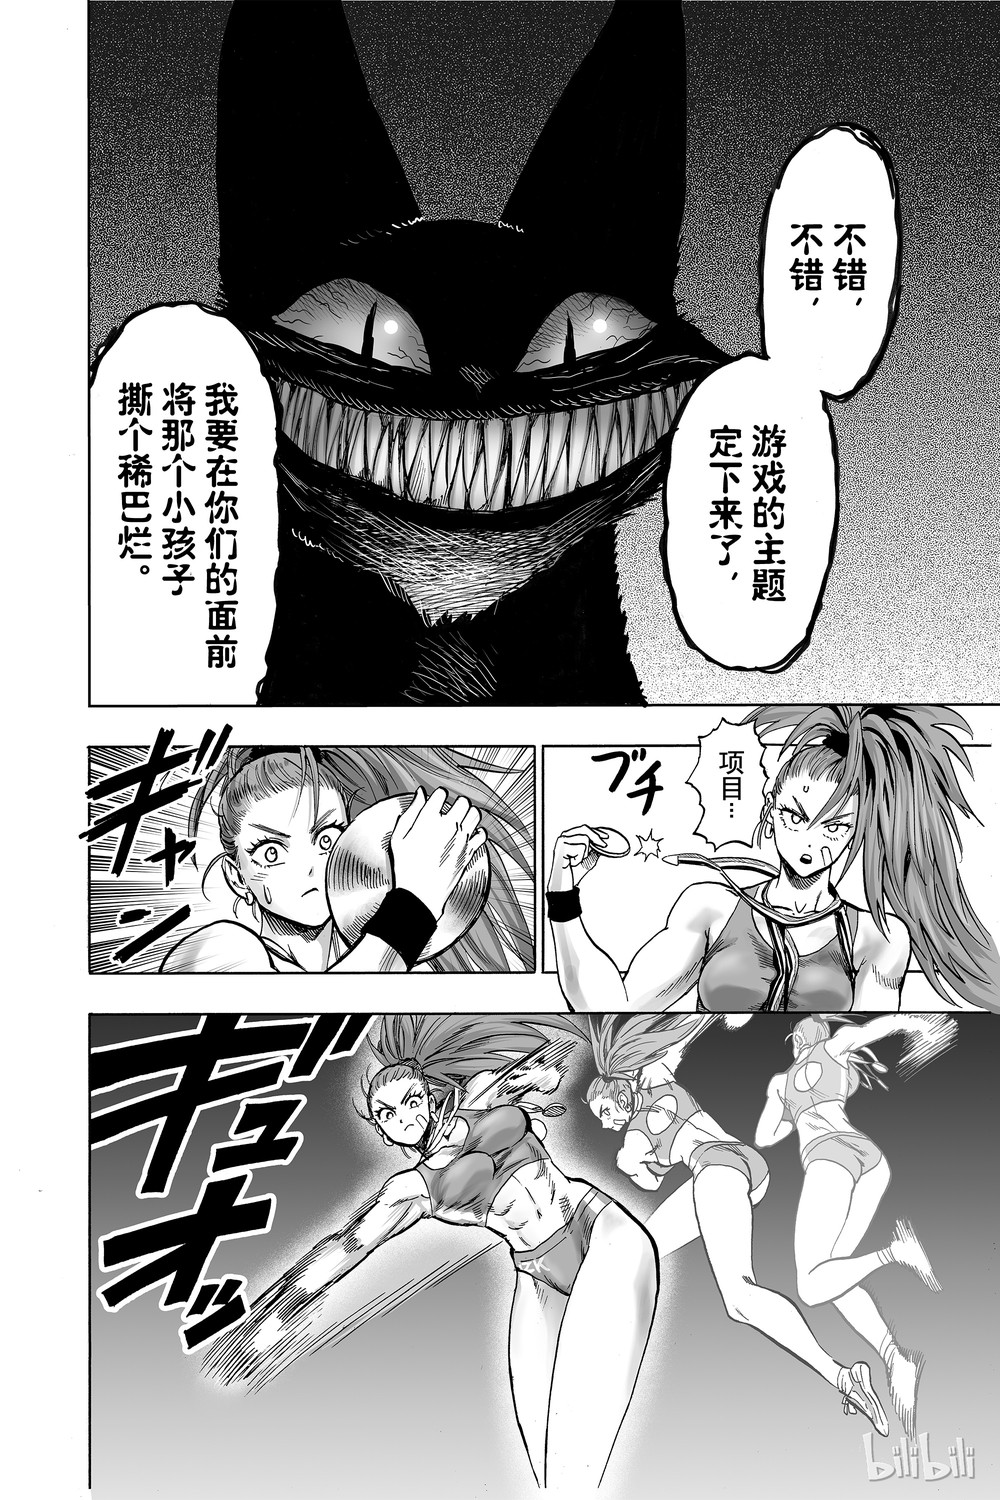 不错，
不错，
游戏的主题
定下来了，
我要在你们的面前
将那个小孩子
撕个稀巴烂。
项目…
ブチ
ギャン
ギュオッ
ZK
bilibili